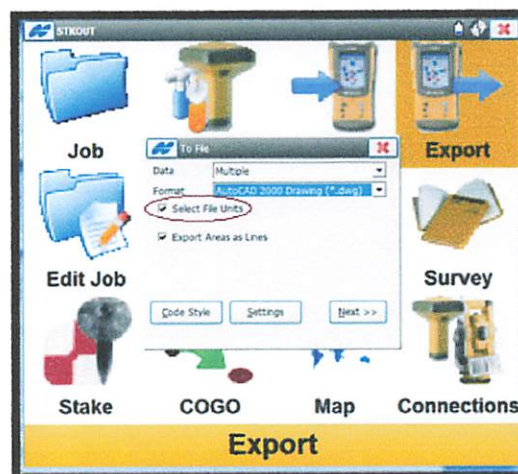 STKOUT
Job
Export
To File
Data Multiple
Format AutoCAD 2000 Drawing (*.dwg)
Select File Units
Export Areas as Lines
Edit Job
Survey
Code Style Settings Next >>
Stake COGO Map Connections
Export